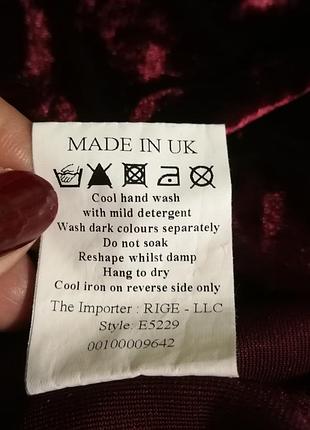 MADE IN UK
Cool hand wash
with mild detergent
Wash dark colours separately
Do not soak
Reshape whilst damp
Hang to dry
Cool iron on reverse side only
The Importer : RIGE - LLC
Style: E5229
00100009642